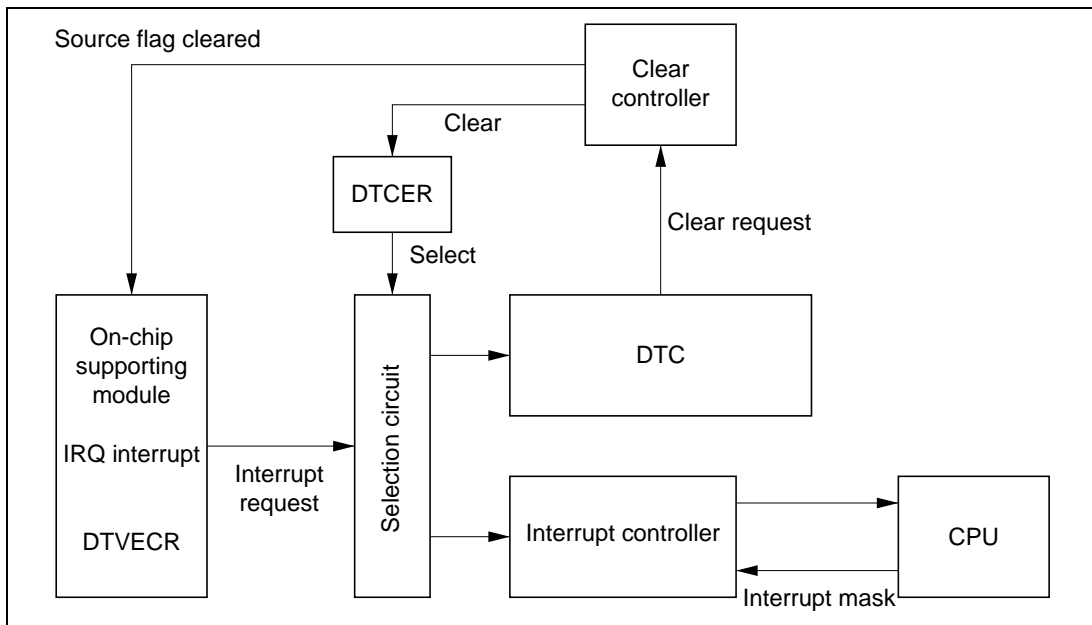 Source flag cleared
Clear
controller
Clear
DTCER
Clear request
Select
On-chip
supporting
module
DTC
IRQ interrupt
Interrupt
request
Selection circuit
DTVECR
Interrupt controller
CPU
Interrupt mask